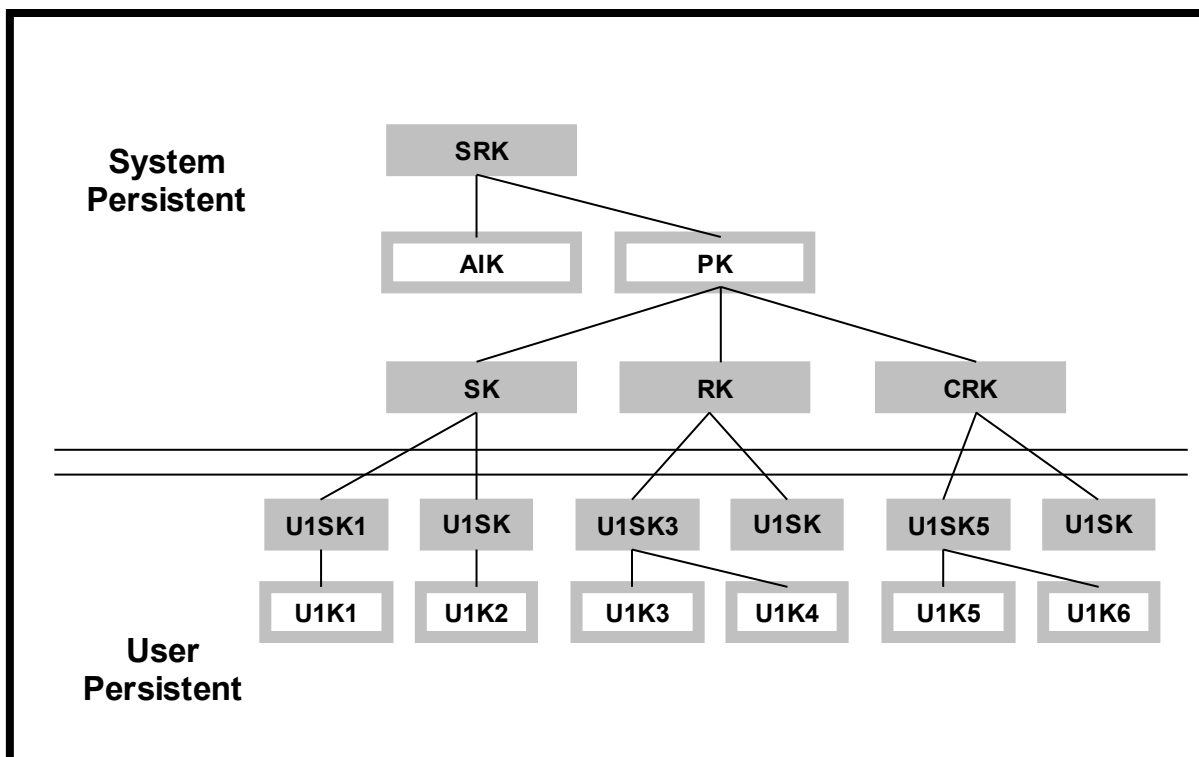 System
Persistent
SRK
AIK
PK
SK
RK
CRK
U1SK1
U1SK
U1SK3
U1SK
U1SK5
U1SK
U1K1
U1K2
U1K3
U1K4
U1K5
U1K6
User
Persistent